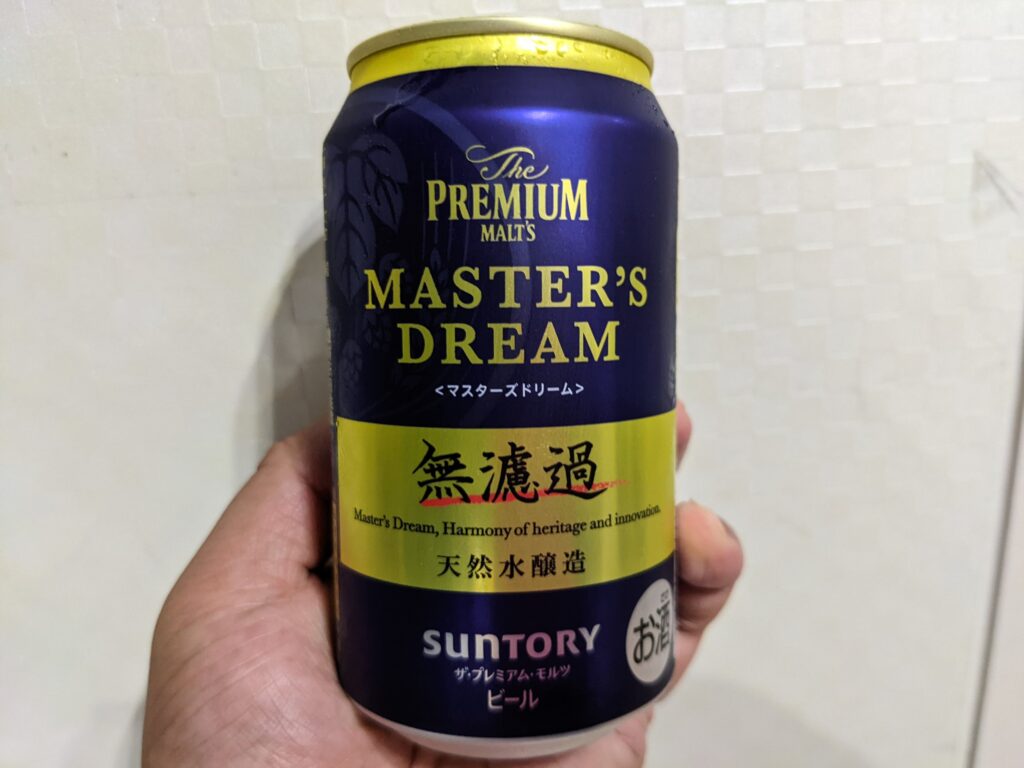 The
PREMIUM
MALT'S
MASTER'S
DREAM
<マスターズドリーム>
無濾過
Master's Dream, Harmony of heritage and innovation.
天然水醸造
SUNTORY
ザ・プレミアム・モルツ
ビール
お酒